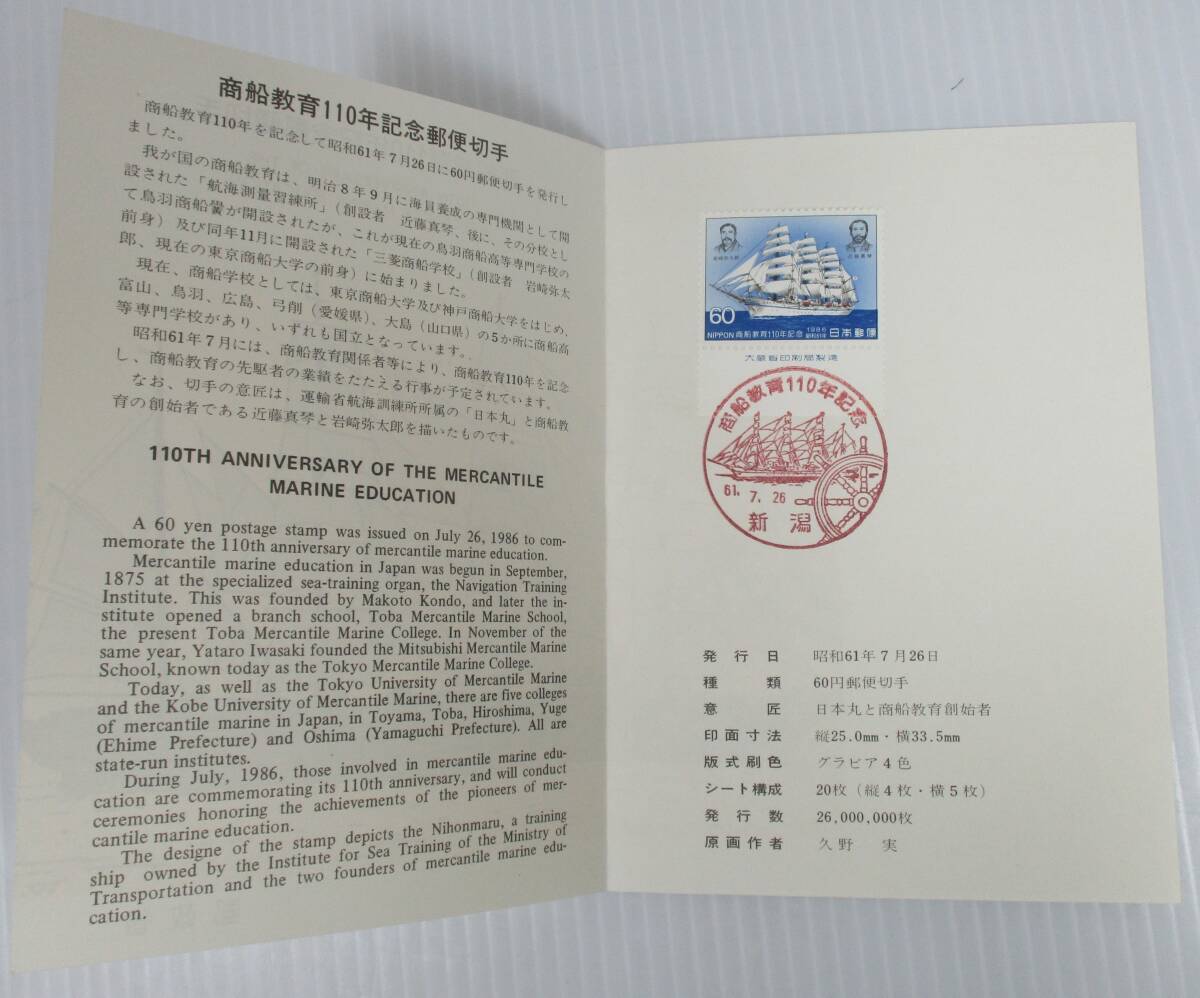 商船教育110年記念郵便切手
商船教育110年を記念して昭和61年7月26日に60円郵便切手を発行し
ました。
我が国の商船教育は、明治8年9月に海員養成の専門機関として開
設された「航海測量習練所」(創設者　近藤真琴、後に、その分校とし
て鳥羽商船黌が開設されたが、これが現在の鳥羽商船高等専門学校の
前身)及び同年11月に開設された「三菱商船学校」(創設者　岩崎弥太
郎、現在の東京商船大学の前身)に始まりました。
現在、商船学校としては、東京商船大学及び神戸商船大学をはじめ、
富山、鳥羽、広島、弓削(愛媛県)、大島(山口県)の5か所に商船高
等専門学校があり、いずれも国立となっています。
昭和61年7月には、商船教育関係者等により、商船教育110年を記念
し、商船教育の先駆者の業績をたたえる行事が予定されています。
なお、切手の意匠は、運輸省航海訓練所所属の「日本丸」と商船教
育の創始者である近藤真琴と岩崎弥太郎を描いたものです。
110TH ANNIVERSARY OF THE MERCANTILE
MARINE EDUCATION
A 60 yen postage stamp was issued on July 26, 1986 to com-
memorate the 110th anniversary of mercantile marine education.
Mercantile marine education in Japan was begun in September,
1875 at the specialized sea-training organ, the Navigation Training
Institute. This was founded by Makoto Kondo, and later the in-
stitute opened a branch school, Toba Mercantile Marine School,
the present Toba Mercantile Marine College. In November of the
same year, Yataro Iwasaki founded the Mitsubishi Mercantile Marine
School, known today as the Tokyo Mercantile Marine College.
Today, as well as the Tokyo University of Mercantile Marine
and the Kobe University of Mercantile Marine, there are five colleges
of mercantile marine in Japan, in Toyama, Toba, Hiroshima, Yuge
(Ehime Prefecture) and Oshima (Yamaguchi Prefecture). All are
state-run institutes.
During July, 1986, those involved in mercantile marine edu-
cation are commemorating its 110th anniversary, and will conduct
ceremonies honoring the achievements of the pioneers of mer-
cantile marine education.
The designe of the stamp depicts the Nihonmaru, a training
ship owned by the Institute for Sea Training of the Ministry of
Transportation and the two founders of mercantile marine edu-
cation.
岩崎弥太郎
近藤真琴
60
NIPPON 商船教育110年記念 1986 昭和61年 日本郵便
大蔵省印刷局製造
商船教育110年記念
61. 7. 26
新潟
発行日 昭和61年7月26日
種類 60円郵便切手
意匠 日本丸と商船教育創始者
印面寸法 縦25.0mm・横33.5mm
版式刷色 グラビア4色
シート構成 20枚(縦4枚・横5枚)
発行数 26,000,000枚
原画作者 久野 実